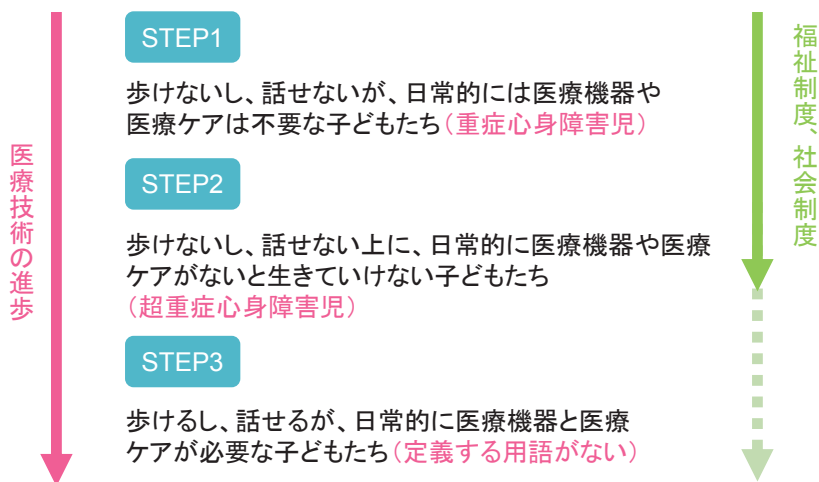 医療技術の進歩
STEP1
歩けないし、話せないが、日常的には医療機器や
医療ケアは不要な子どもたち（重症心身障害児）
STEP2
歩けないし、話せない上に、日常的に医療機器や医療
ケアがないと生きていけない子どもたち
（超重症心身障害児）
STEP3
歩けるし、話せるが、日常的に医療機器と医療
ケアが必要な子どもたち（定義する用語がない）
福祉制度、社会制度